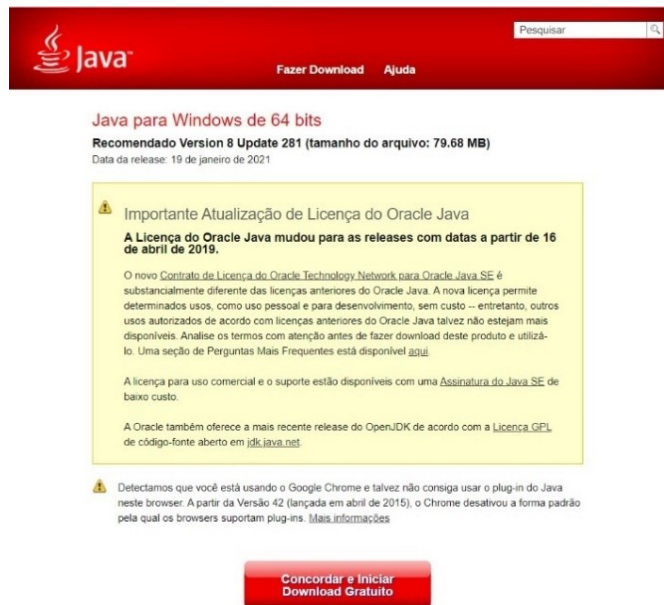 Pesquisar
Java™
Fazer Download Ajuda
Java para Windows de 64 bits
Recomendado Version 8 Update 281 (tamanho do arquivo: 79.68 MB)
Data da release: 19 de janeiro de 2021
Importante Atualização de Licença do Oracle Java
A Licença do Oracle Java mudou para as releases com datas a partir de 16
de abril de 2019.
O novo Contrato de Licença do Oracle Technology Network para Oracle Java SE é
substancialmente diferente das licenças anteriores do Oracle Java. A nova licença permite
determinados usos, como uso pessoal e para desenvolvimento, sem custo -- entretanto, outros
usos autorizados de acordo com licenças anteriores do Oracle Java talvez não estejam mais
disponíveis. Analise os termos com atenção antes de fazer download deste produto e utilizá-
lo. Uma seção de Perguntas Mais Frequentes está disponível aqui.
A licença para uso comercial e o suporte estão disponíveis com uma Assinatura do Java SE de
baixo custo.
A Oracle também oferece a mais recente release do OpenJDK de acordo com a Licença GPL
de código-fonte aberto em jdk.java.net.
Detectamos que você está usando o Google Chrome e talvez não consiga usar o plug-in do Java
neste browser. A partir da Versão 42 (lançada em abril de 2015), o Chrome desativou a forma padrão
pela qual os browsers suportam plug-ins. Mais informações
Concordar e Iniciar
Download Gratuito